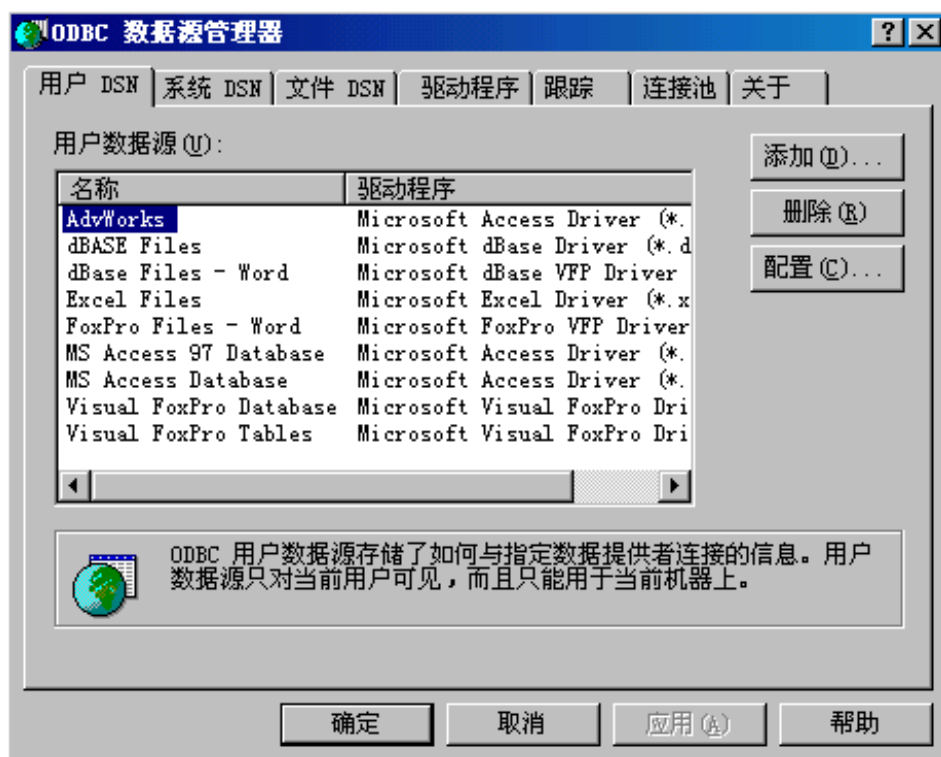 ODBC 数据源管理器
用户 DSN 系统 DSN 文件 DSN 驱动程序 跟踪 连接池 关于
用户数据源(U):
添加(D)...
名称 驱动程序
删除(R)
AdvWorks Microsoft Access Driver (*.
dBASE Files Microsoft dBase Driver (*.d
配置(C)...
dBase Files - Word Microsoft dBase VFP Driver
Excel Files Microsoft Excel Driver (*.x
FoxPro Files - Word Microsoft FoxPro VFP Driver
MS Access 97 Database Microsoft Access Driver (*.
MS Access Database Microsoft Access Driver (*.
Visual FoxPro Database Microsoft Visual FoxPro Dri
Visual FoxPro Tables Microsoft Visual FoxPro Dri
ODBC 用户数据源存储了如何与指定数据提供者连接的信息。用户
数据源只对当前用户可见，而且只能用于当前机器上。
确定 取消 应用(A) 帮助